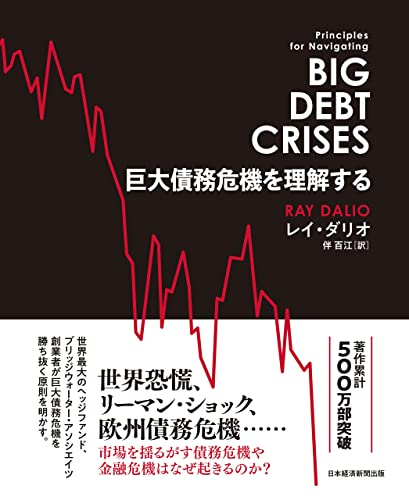 Principles
for Navigating
BIG
DEBT
CRISES
巨大債務危機を理解する
RAY DALIO
レイ・ダリオ
伴 百江[訳]
著作累計
500万部突破
世界最大のヘッジファンド、
ブリッジウォーター・アソシエイツ
創業者が巨大債務危機を
勝ち抜く原則を明かす。
世界恐慌、
リーマン・ショック、
欧州債務危機……
市場を揺るがす債務危機や
金融危機はなぜ起きるのか?
日本経済新聞出版